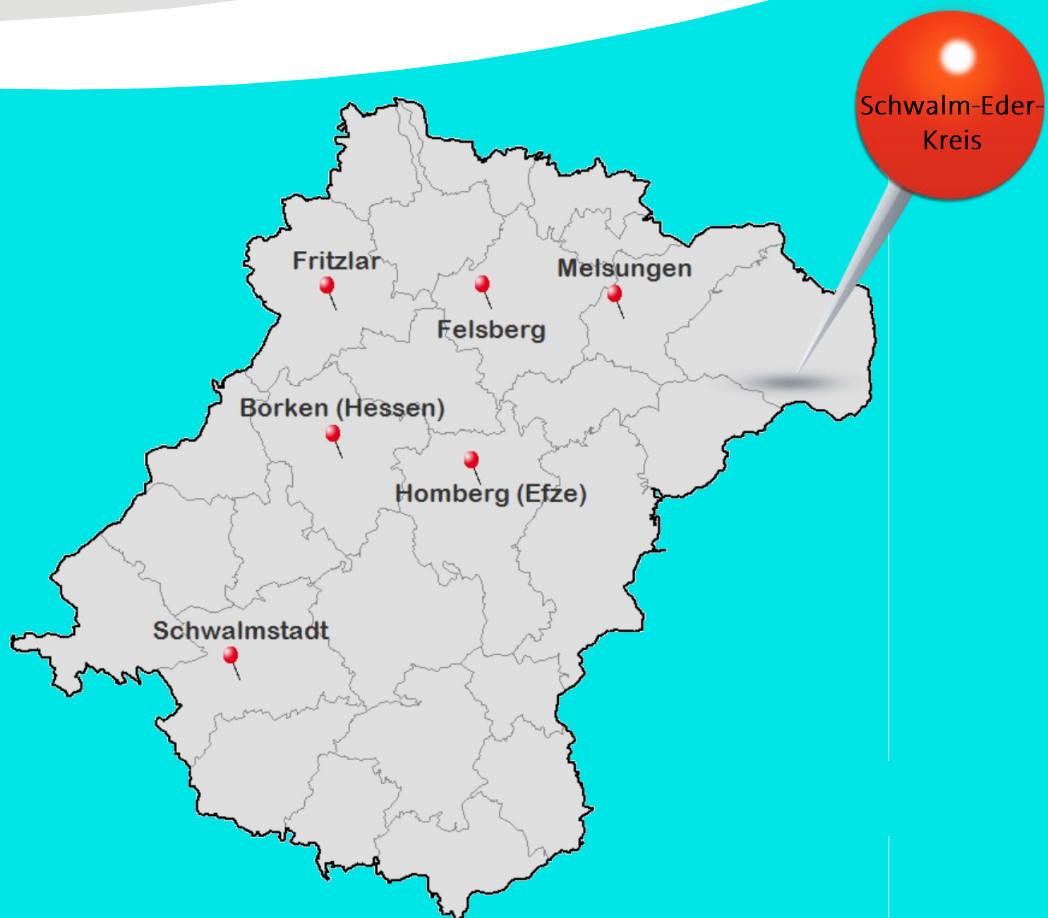 Schwalm-Eder-
Kreis
Fritzlar
Melsungen
Felsberg
Borken (Hessen)
Homberg (Efze)
Schwalmstadt